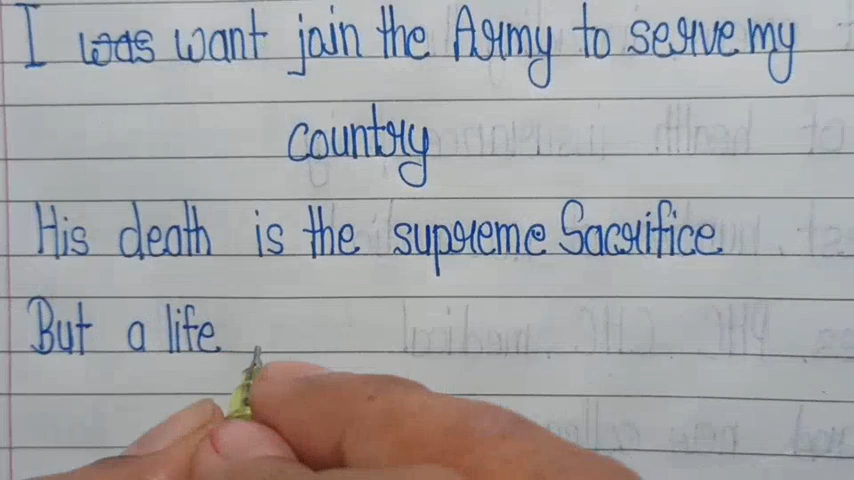 I was want join the Army to serve my
country
His death is the supreme Sacrifice
But a life